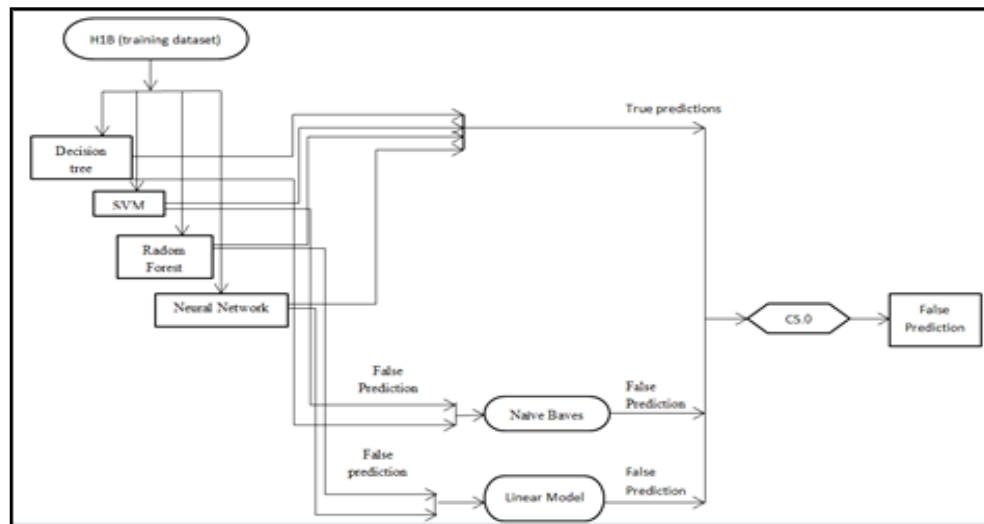 H1B (training dataset)
True predictions
Decision
tree
SVM
Radom
Forest
Neural Network
C5.0
False
Prediction
False
Prediction
Naive Baves
False
Prediction
False
prediction
Linear Model
False
Prediction